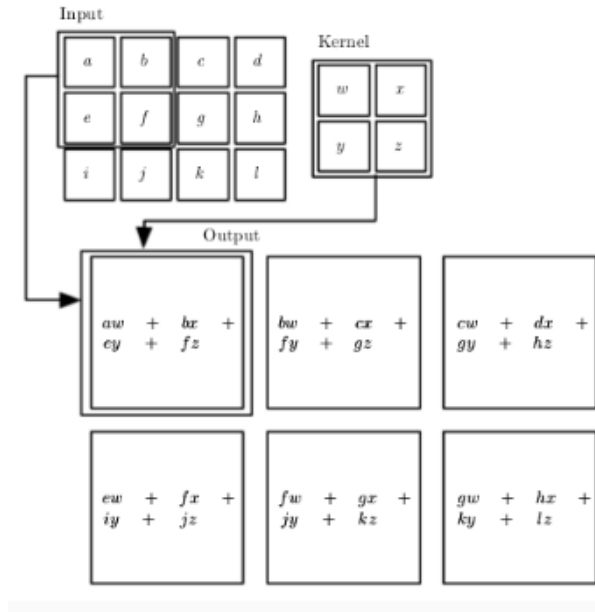 Input
a b c d
Kernel
w x
e f g h
y z
i j k l
Output
aw + bx +
ey + fz
bw + cx +
fy + gz
cw + dx +
gy + hz
ew + fx +
iy + jz
fw + gx +
jy + kz
gw + hx +
ky + lz